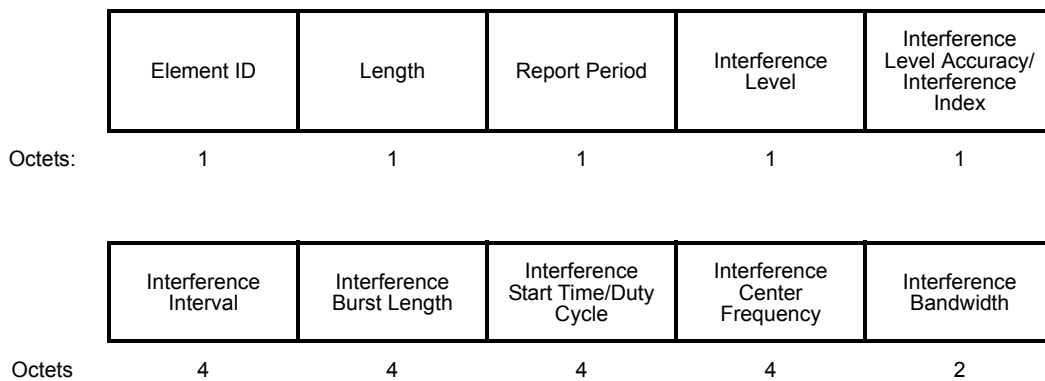 Element ID
Length
Report Period
Interference
Level
Interference
Level Accuracy/
Interference
Index
Octets:
1
1
1
1
1
Interference
Interval
Interference
Burst Length
Interference
Start Time/Duty
Cycle
Interference
Center
Frequency
Interference
Bandwidth
Octets
4
4
4
4
2